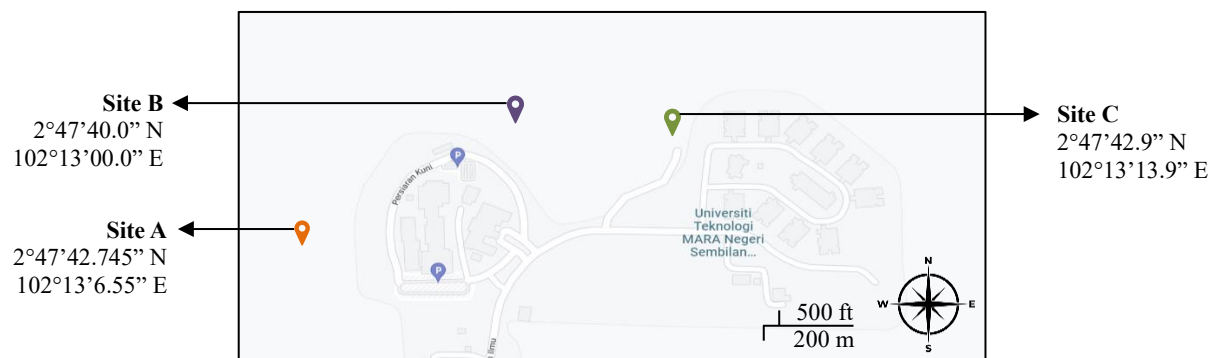 Site B
2°47’40.0” N
102°13’00.0” E
Site A
2°47’42.745” N
102°13’6.55” E
Site C
2°47’42.9” N
102°13’13.9” E
P
Persiaran Kuni
P
Universiti
Teknologi
MARA Negeri
Sembilan...
500 ft
200 m
N
W
E
S